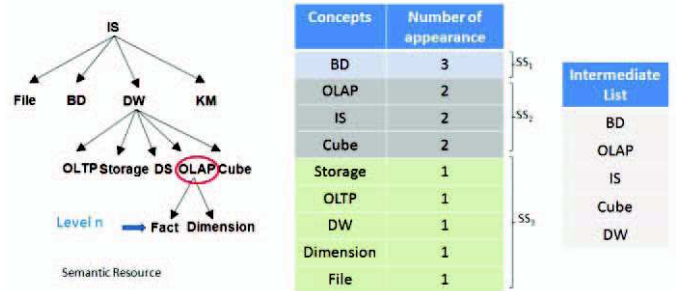 IS
File BD DW KM
OLTP Storage DS OLAP Cube
Level n Fact Dimension
Semantic Resource
Concepts Number of appearance
BD 3 SS1
OLAP 2
IS 2 SS2
Cube 2
Storage 1
OLTP 1
DW 1 SS3
Dimension 1
File 1
Intermediate List
BD
OLAP
IS
Cube
DW